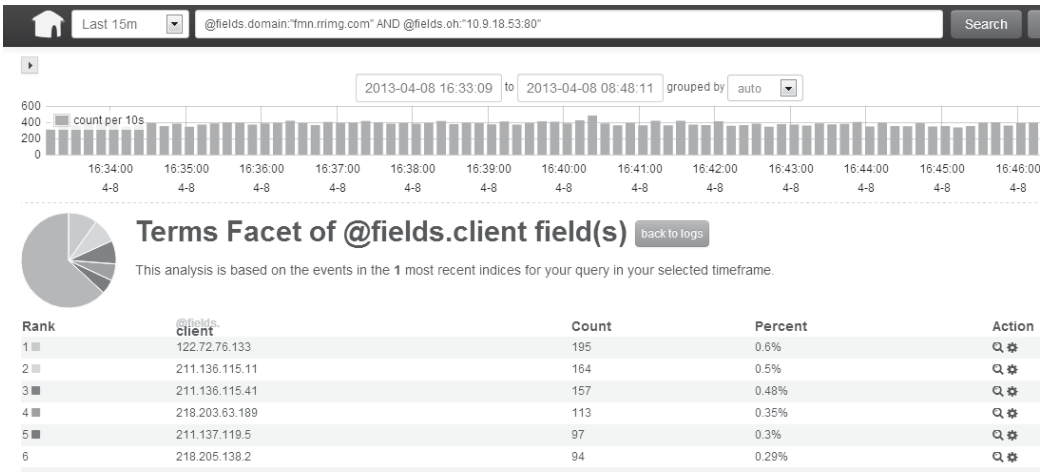 Last 15m @fields.domain:"fmn.rrimg.com" AND @fields.oh:"10.9.18.53:80" Search
2013-04-08 16:33:09 to 2013-04-08 08:48:11 grouped by auto
600
400
200
0
count per 10s
16:34:00 16:35:00 16:36:00 16:37:00 16:38:00 16:39:00 16:40:00 16:41:00 16:42:00 16:43:00 16:44:00 16:45:00 16:46:00
4-8 4-8 4-8 4-8 4-8 4-8 4-8 4-8 4-8 4-8 4-8 4-8 4-8
Terms Facet of @fields.client field(s) back to logs
This analysis is based on the events in the 1 most recent indices for your query in your selected timeframe.
Rank @fields.client Count Percent Action
1 122.72.76.133 195 0.6%
2 211.136.115.11 164 0.5%
3 211.136.115.41 157 0.48%
4 218.203.63.189 113 0.35%
5 211.137.119.5 97 0.3%
6 218.205.138.2 94 0.29%